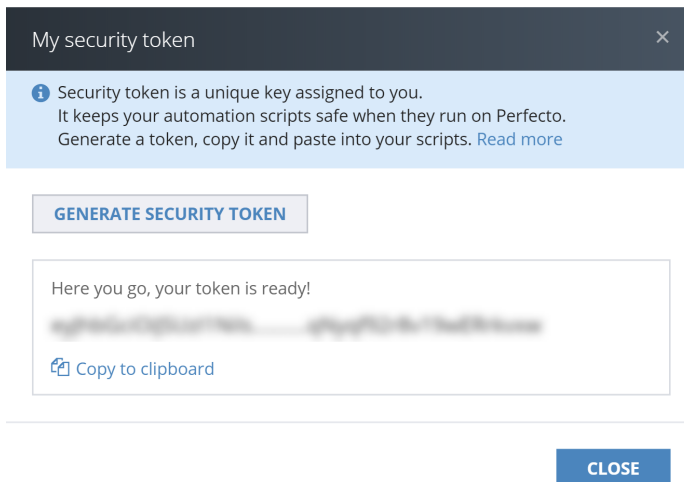 My security token
Security token is a unique key assigned to you.
It keeps your automation scripts safe when they run on Perfecto.
Generate a token, copy it and paste into your scripts. Read more
GENERATE SECURITY TOKEN
Here you go, your token is ready!
Copy to clipboard
CLOSE